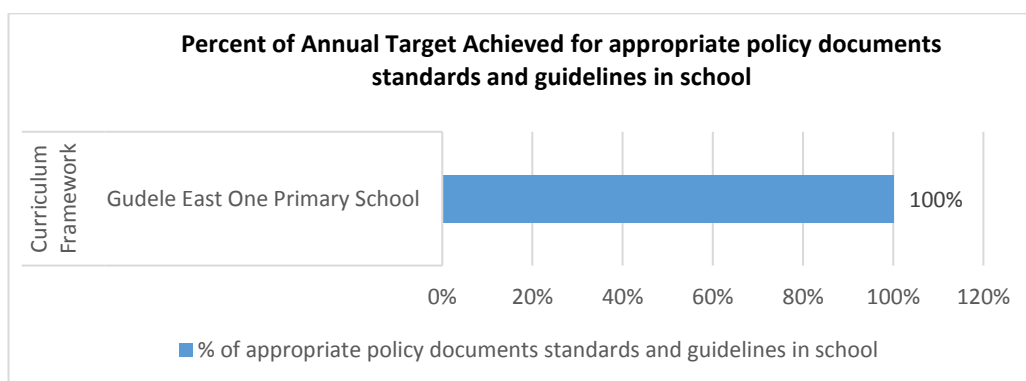 Percent of Annual Target Achieved for appropriate policy documents
standards and guidelines in school
Curriculum
Framework
Gudele East One Primary School
100%
0%
20%
40%
60%
80%
100%
120%
% of appropriate policy documents standards and guidelines in school